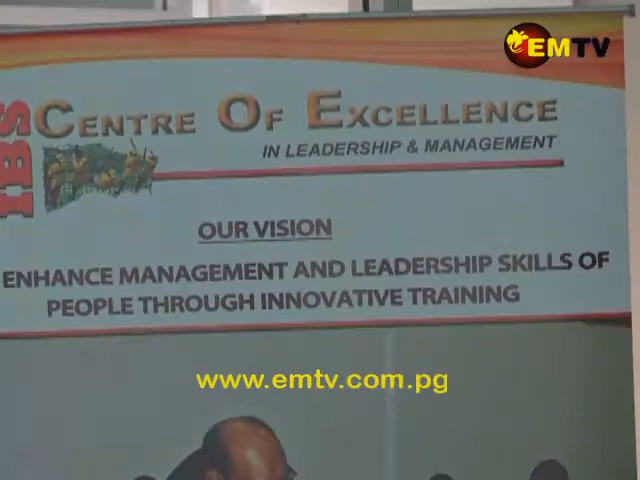 EMTV
IBS
CENTRE OF EXCELLENCE
IN LEADERSHIP & MANAGEMENT
OUR VISION
ENHANCE MANAGEMENT AND LEADERSHIP SKILLS OF
PEOPLE THROUGH INNOVATIVE TRAINING
www.emtv.com.pg